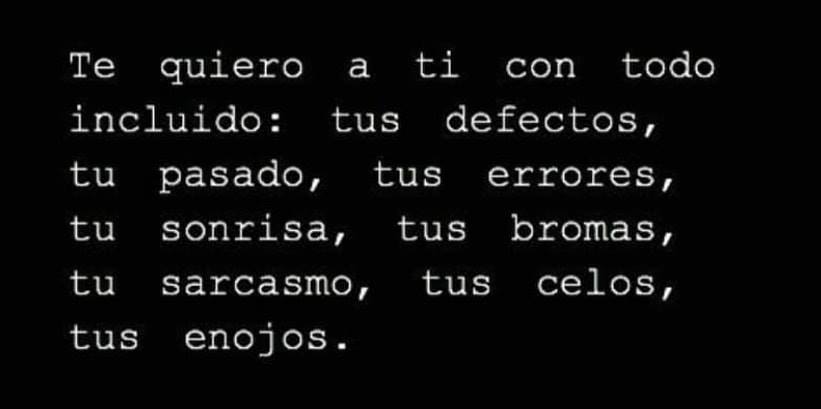 Te quiero a ti con todo
incluido: tus defectos,
tu pasado, tus errores,
tu sonrisa, tus bromas,
tu sarcasmo, tus celos,
tus enojos.